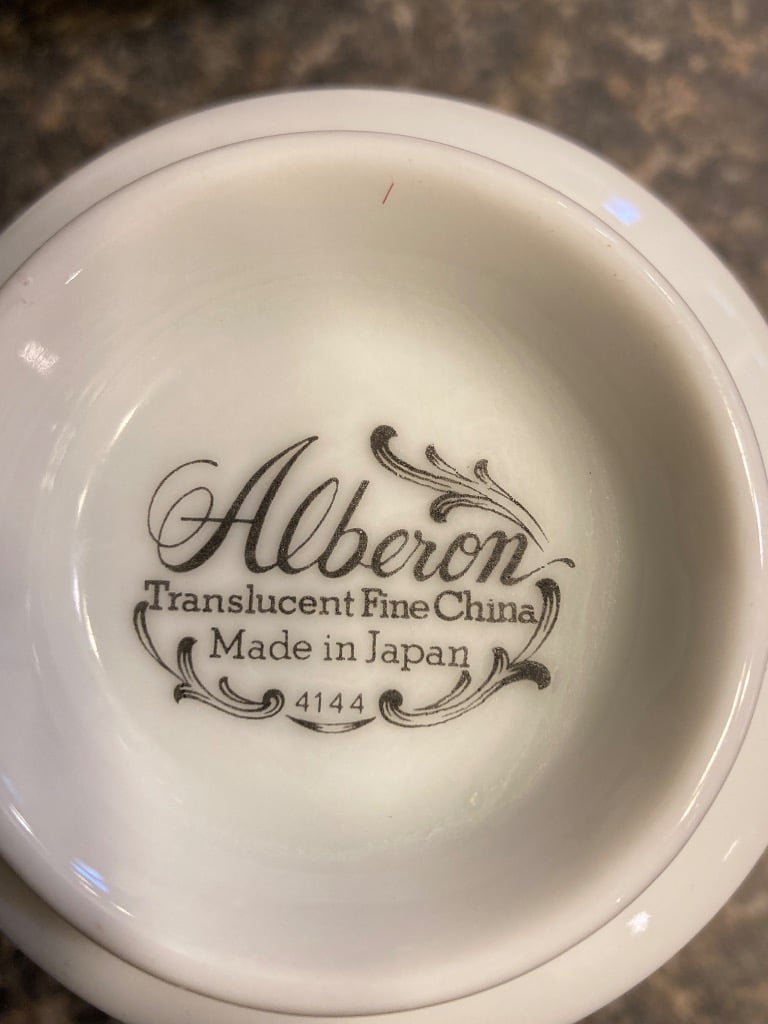 Alberon
Translucent Fine China
Made in Japan
4144